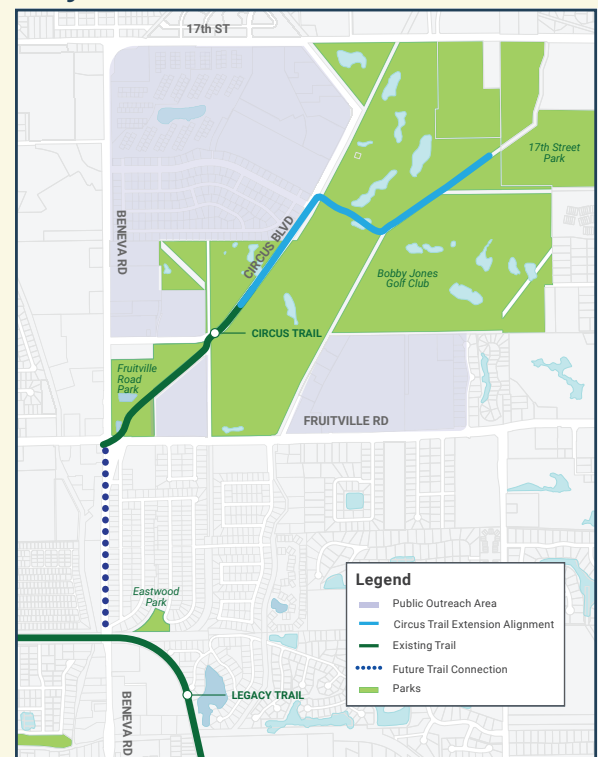 17th ST
17th Street
Park
BENEVA RD
CIRCUS BLVD
Bobby Jones
Golf Club
CIRCUS TRAIL
Fruitville
Road
Park
FRUITVILLE RD
Eastwood
Park
Legend
Public Outreach Area
Circus Trail Extension Alignment
Existing Trail
Future Trail Connection
Parks
LEGACY TRAIL
BENEVA RD